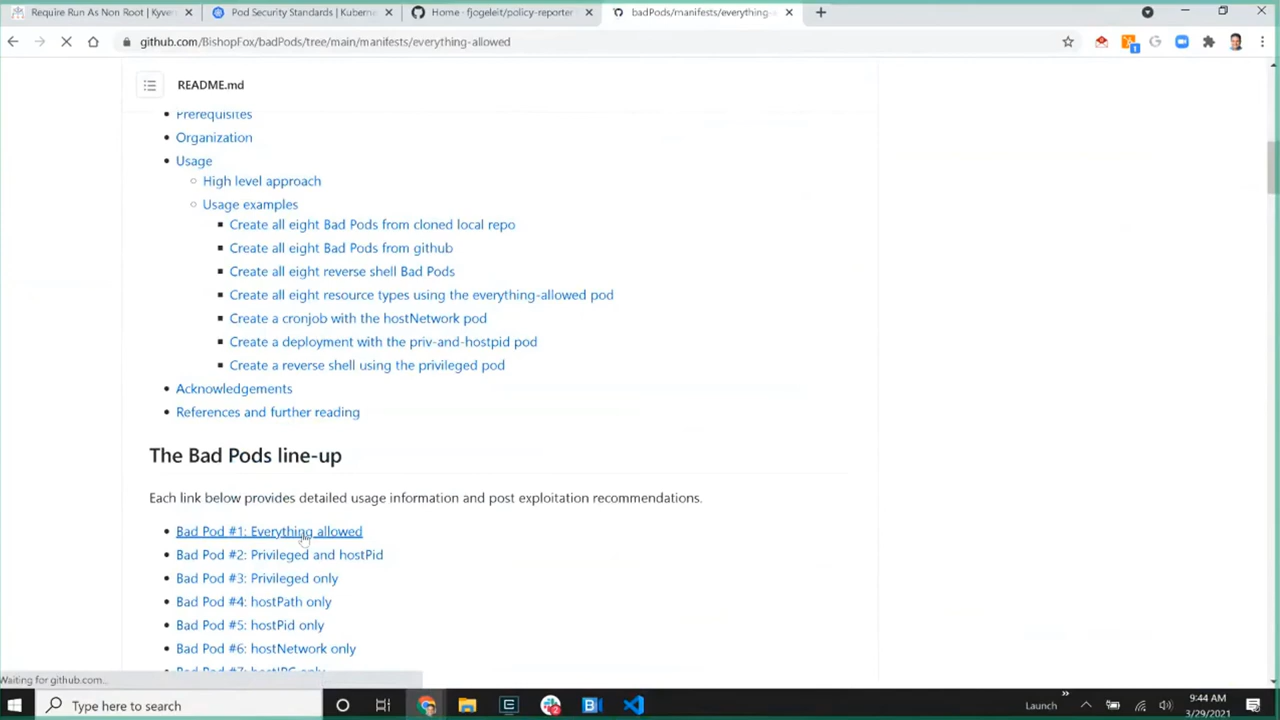 Require Run As Non Root | Kyver
Pod Security Standards | Kuberne
Home · fjogeleit/policy-reporter
badPods/manifests/everything-
github.com/BishopFox/badPods/tree/main/manifests/everything-allowed
1
README.md
Prerequisites
Organization
Usage
High level approach
Usage examples
Create all eight Bad Pods from cloned local repo
Create all eight Bad Pods from github
Create all eight reverse shell Bad Pods
Create all eight resource types using the everything-allowed pod
Create a cronjob with the hostNetwork pod
Create a deployment with the priv-and-hostpid pod
Create a reverse shell using the privileged pod
Acknowledgements
References and further reading
The Bad Pods line-up
Each link below provides detailed usage information and post exploitation recommendations.
Bad Pod #1: Everything allowed
Bad Pod #2: Privileged and hostPid
Bad Pod #3: Privileged only
Bad Pod #4: hostPath only
Bad Pod #5: hostPid only
Bad Pod #6: hostNetwork only
Bad Pod #7: hostIPC only
Waiting for github.com...
Type here to search
Launch
9:44 AM
3/29/2021